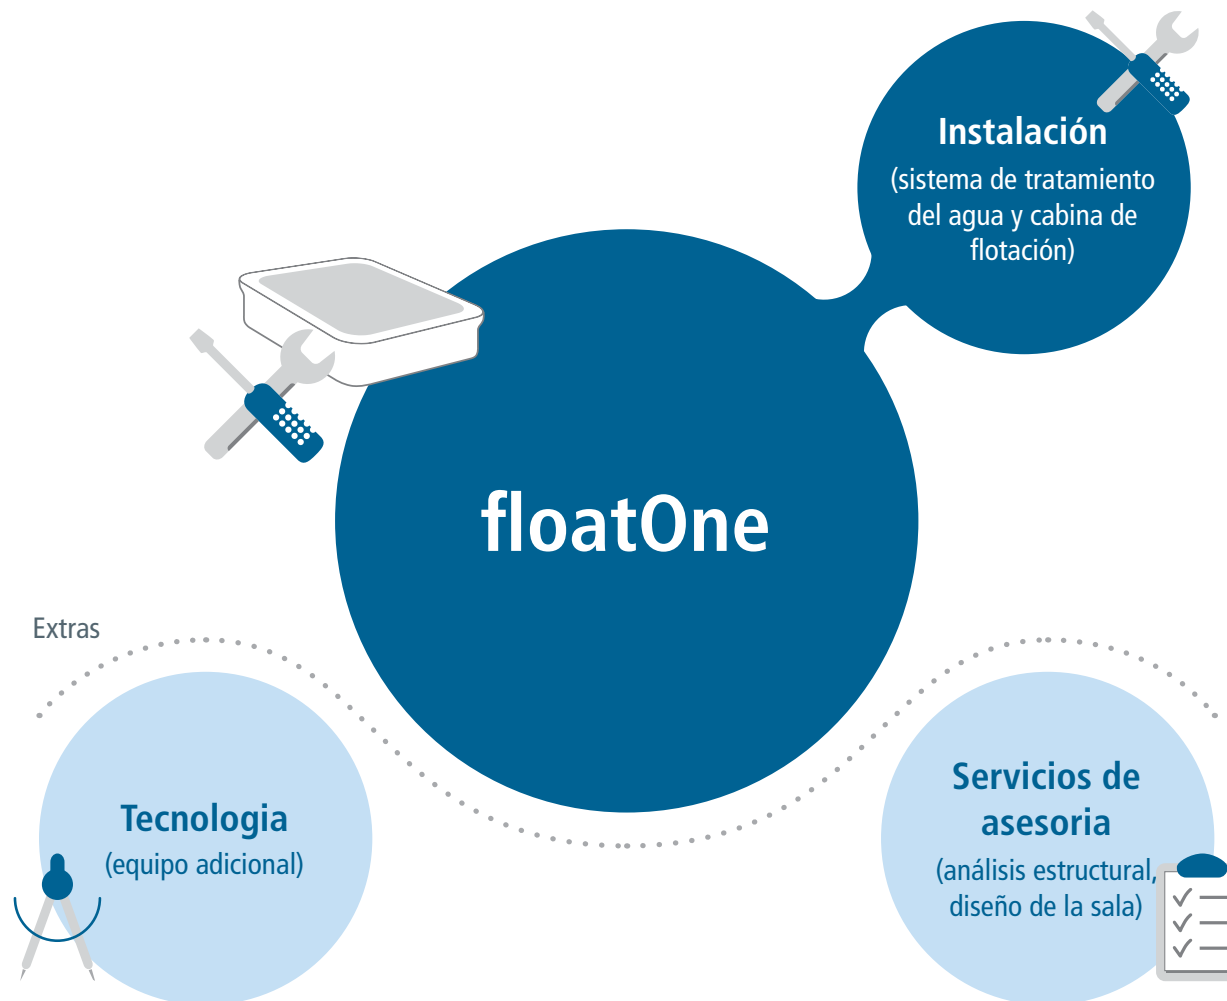 Instalación
(sistema de tratamiento
del agua y cabina de
flotación)
floatOne
Extras
Tecnologia
(equipo adicional)
Servicios de
asesoria
(análisis estructural,
diseño de la sala)